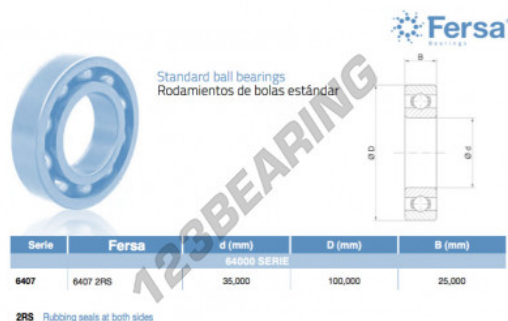 Fersa
Bearings
Standard ball bearings
Rodamientos de bolas estándar
B
Ø D
Ø d
123BEARING
Serie Fersa d (mm) D (mm) B (mm)
64000 SERIE
6407 6407 2RS 35,000 100,000 25,000
2RS Rubbing seals at both sides